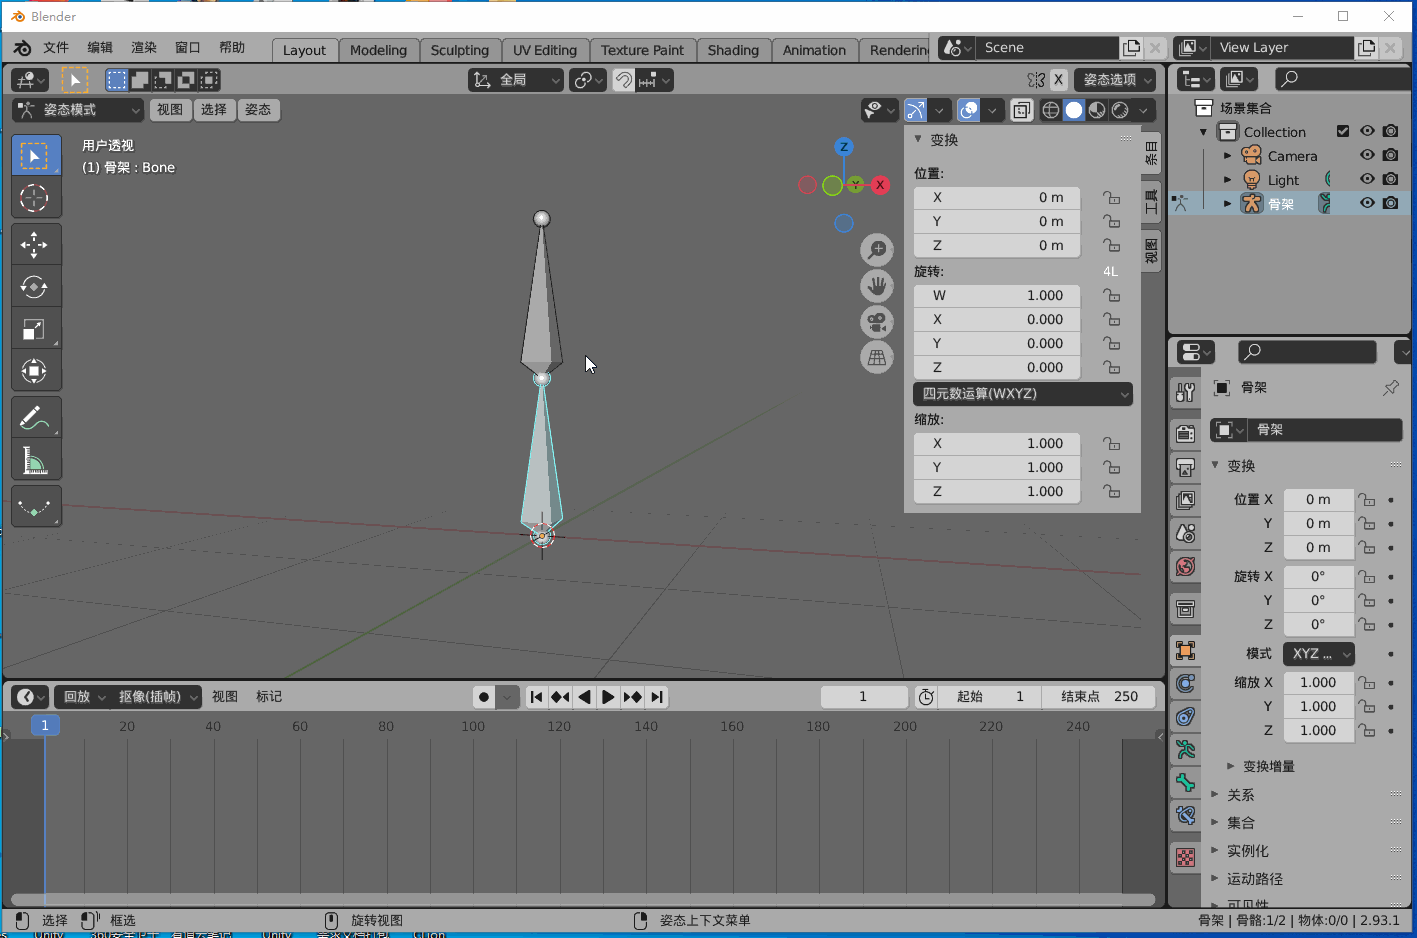 Blender
文件 编辑 渲染 窗口 帮助 Layout Modeling Sculpting UV Editing Texture Paint Shading Animation Renderin Scene View Layer
全局 X 姿态选项
姿态模式 视图 选择 姿态
用户透视
(1) 骨架 : Bone
Z
Y
X
变换
位置:
X 0 m
Y 0 m
Z 0 m
旋转: 4L
W 1.000
X 0.000
Y 0.000
Z 0.000
四元数运算(WXYZ)
缩放:
X 1.000
Y 1.000
Z 1.000
条目
工具
视图
场景集合
Collection
Camera
Light
骨架
骨架
骨架
变换
位置 X 0 m
Y 0 m
Z 0 m
旋转 X 0°
Y 0°
Z 0°
模式 XYZ ...
缩放 X 1.000
Y 1.000
Z 1.000
变换增量
关系
集合
实例化
运动路径
可见性
回放 抠像(插帧) 视图 标记 1 起始 1 结束点 250
1 20 40 60 80 100 120 140 160 180 200 220 240
选择 框选 旋转视图 姿态上下文菜单 骨架 | 骨骼:1/2 | 物体:0/0 | 2.93.1